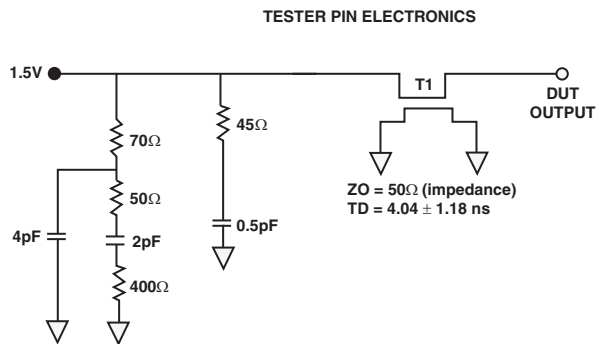 TESTER PIN ELECTRONICS
1.5V
T1
DUT
OUTPUT
70Ω
45Ω
50Ω
4pF
2pF
0.5pF
400Ω
ZO = 50Ω (impedance)
TD = 4.04 ± 1.18 ns